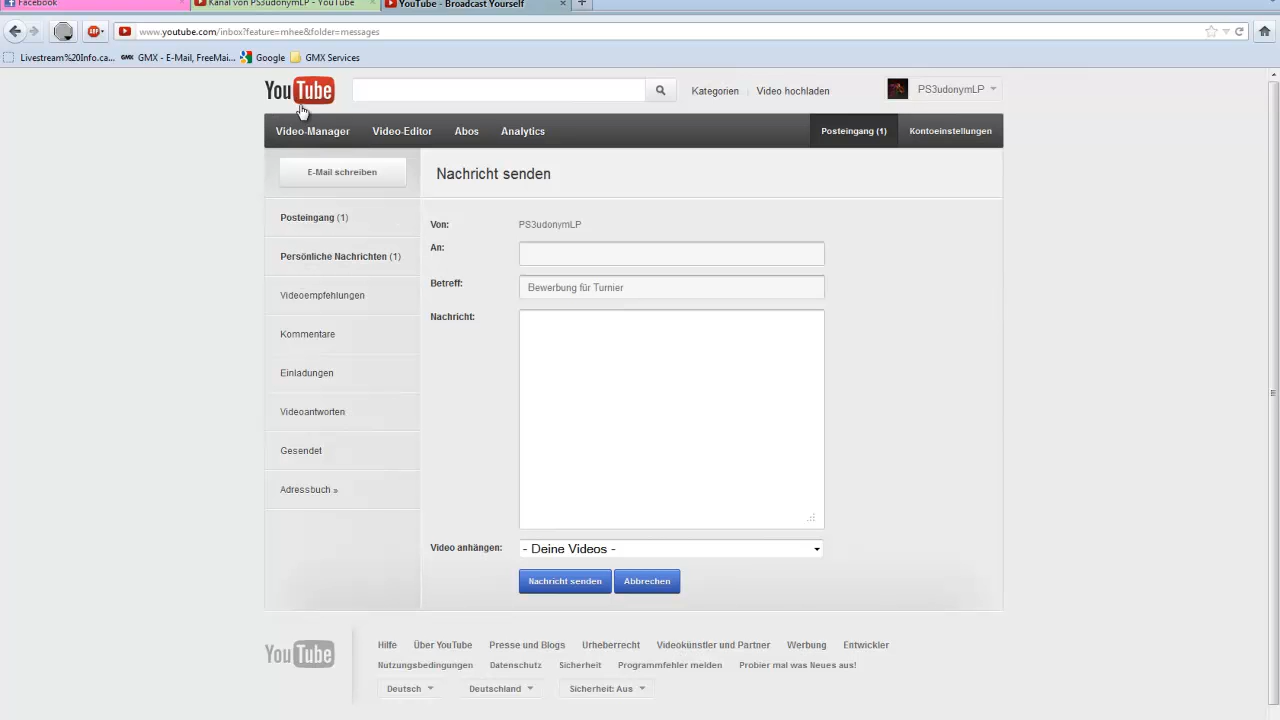 Facebook
Kanal von PS3udonymLP - YouTube
YouTube - Broadcast Yourself
www.youtube.com/inbox?feature=mhee&folder=messages
Livestream%20Info.ca...
GMX - E-Mail, FreeMai...
Google
GMX Services
YouTube
Kategorien
Video hochladen
PS3udonymLP
Video-Manager
Video-Editor
Abos
Analytics
Posteingang (1)
Kontoeinstellungen
E-Mail schreiben
Nachricht senden
Posteingang (1)
Persönliche Nachrichten (1)
Videoempfehlungen
Kommentare
Einladungen
Videoantworten
Gesendet
Adressbuch »
Von:
PS3udonymLP
An:
Betreff:
Bewerbung für Turnier
Nachricht:
Video anhängen:
- Deine Videos -
Nachricht senden
Abbrechen
YouTube
Hilfe
Über YouTube
Presse und Blogs
Urheberrecht
Videokünstler und Partner
Werbung
Entwickler
Nutzungsbedingungen
Datenschutz
Sicherheit
Programmfehler melden
Probier mal was Neues aus!
Deutsch
Deutschland
Sicherheit: Aus